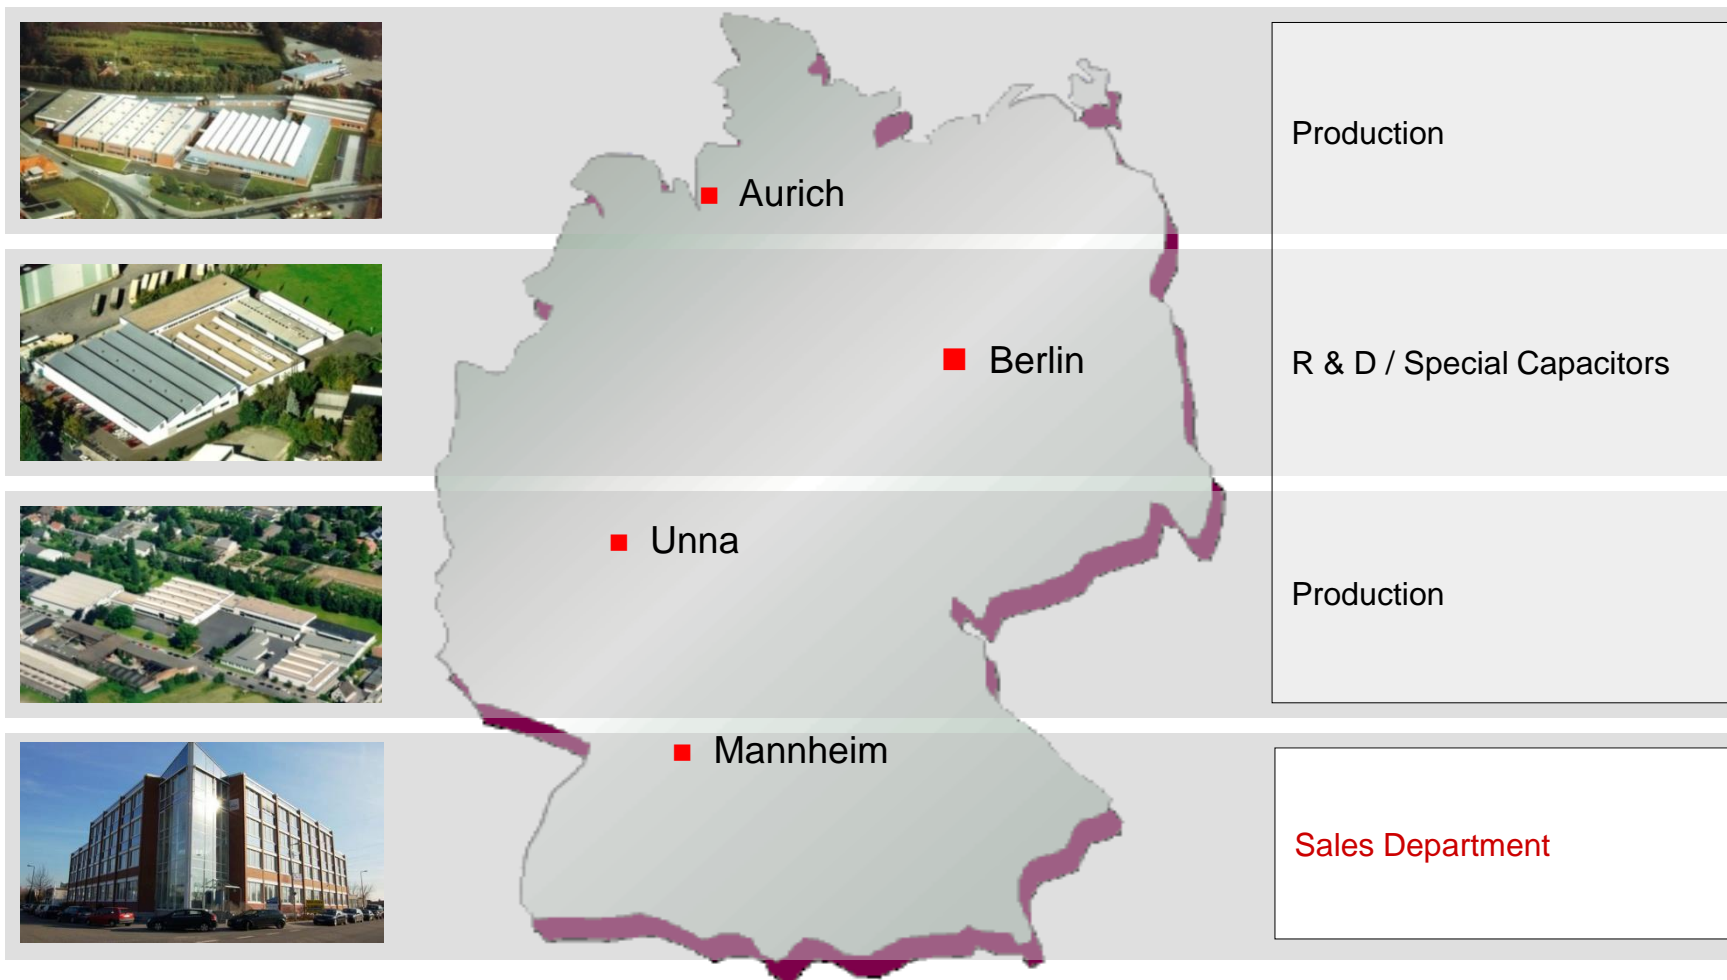 Aurich
Production
Berlin
R & D / Special Capacitors
Unna
Production
Mannheim
Sales Department